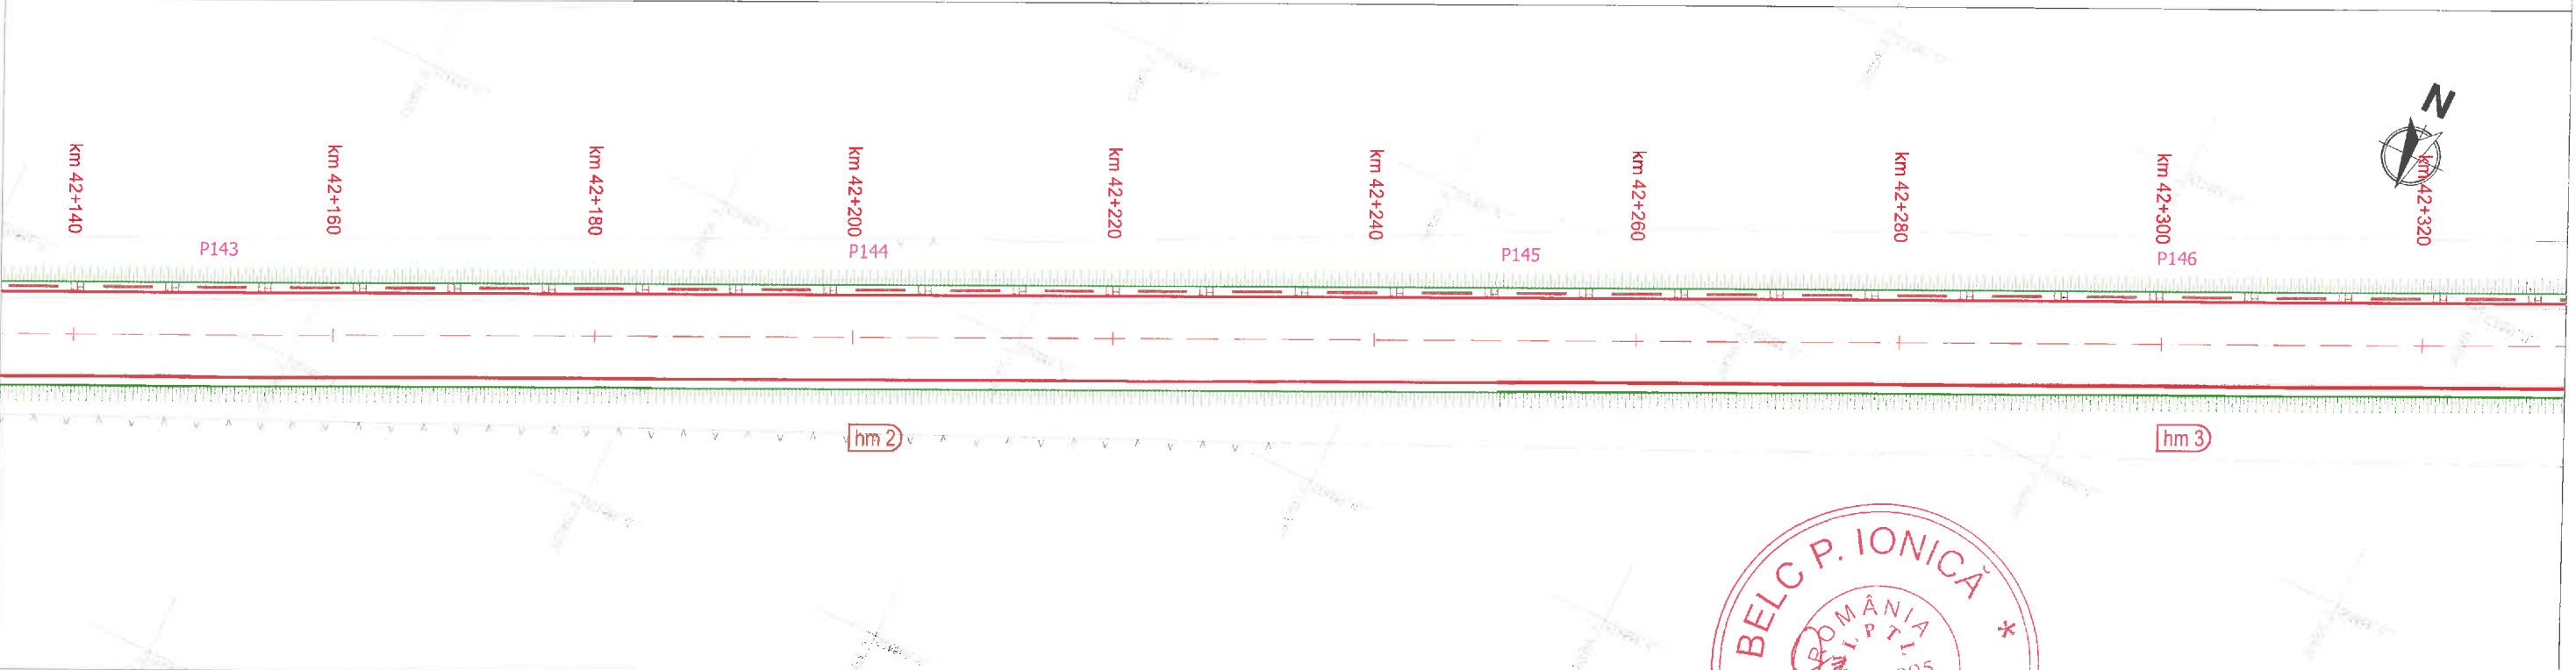 N
km 42+140
km 42+160
km 42+180
km 42+200
km 42+220
km 42+240
km 42+260
km 42+280
km 42+300
km 42+320
P143
P144
P145
P146
hm 2
hm 3
BELC P. IONICĂ *
ROMÂNIA